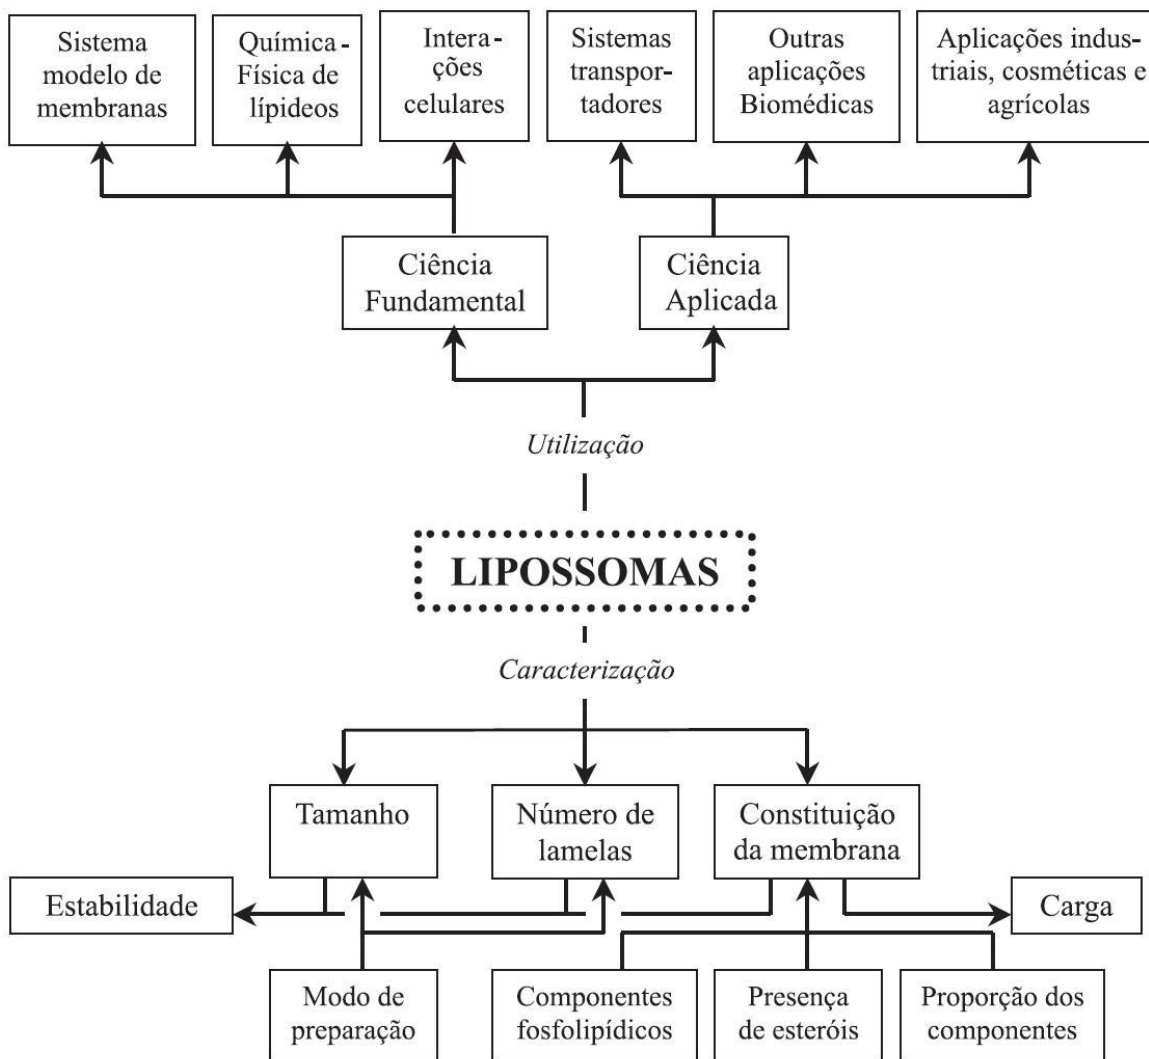 Sistema
modelo de
membranas
Química -
Física de
lípideos
Intera-
ções
celulares
Sistemas
transpor-
tadores
Outras
aplicações
Biomédicas
Aplicações indus-
triais, cosméticas e
agrícolas
Ciência
Fundamental
Ciência
Aplicada
Utilização
LIPOSSOMAS
Caracterização
Tamanho
Número de
lamelas
Constituição
da membrana
Estabilidade
Carga
Modo de
preparação
Componentes
fosfolipídicos
Presença
de esteróis
Proporção dos
componentes